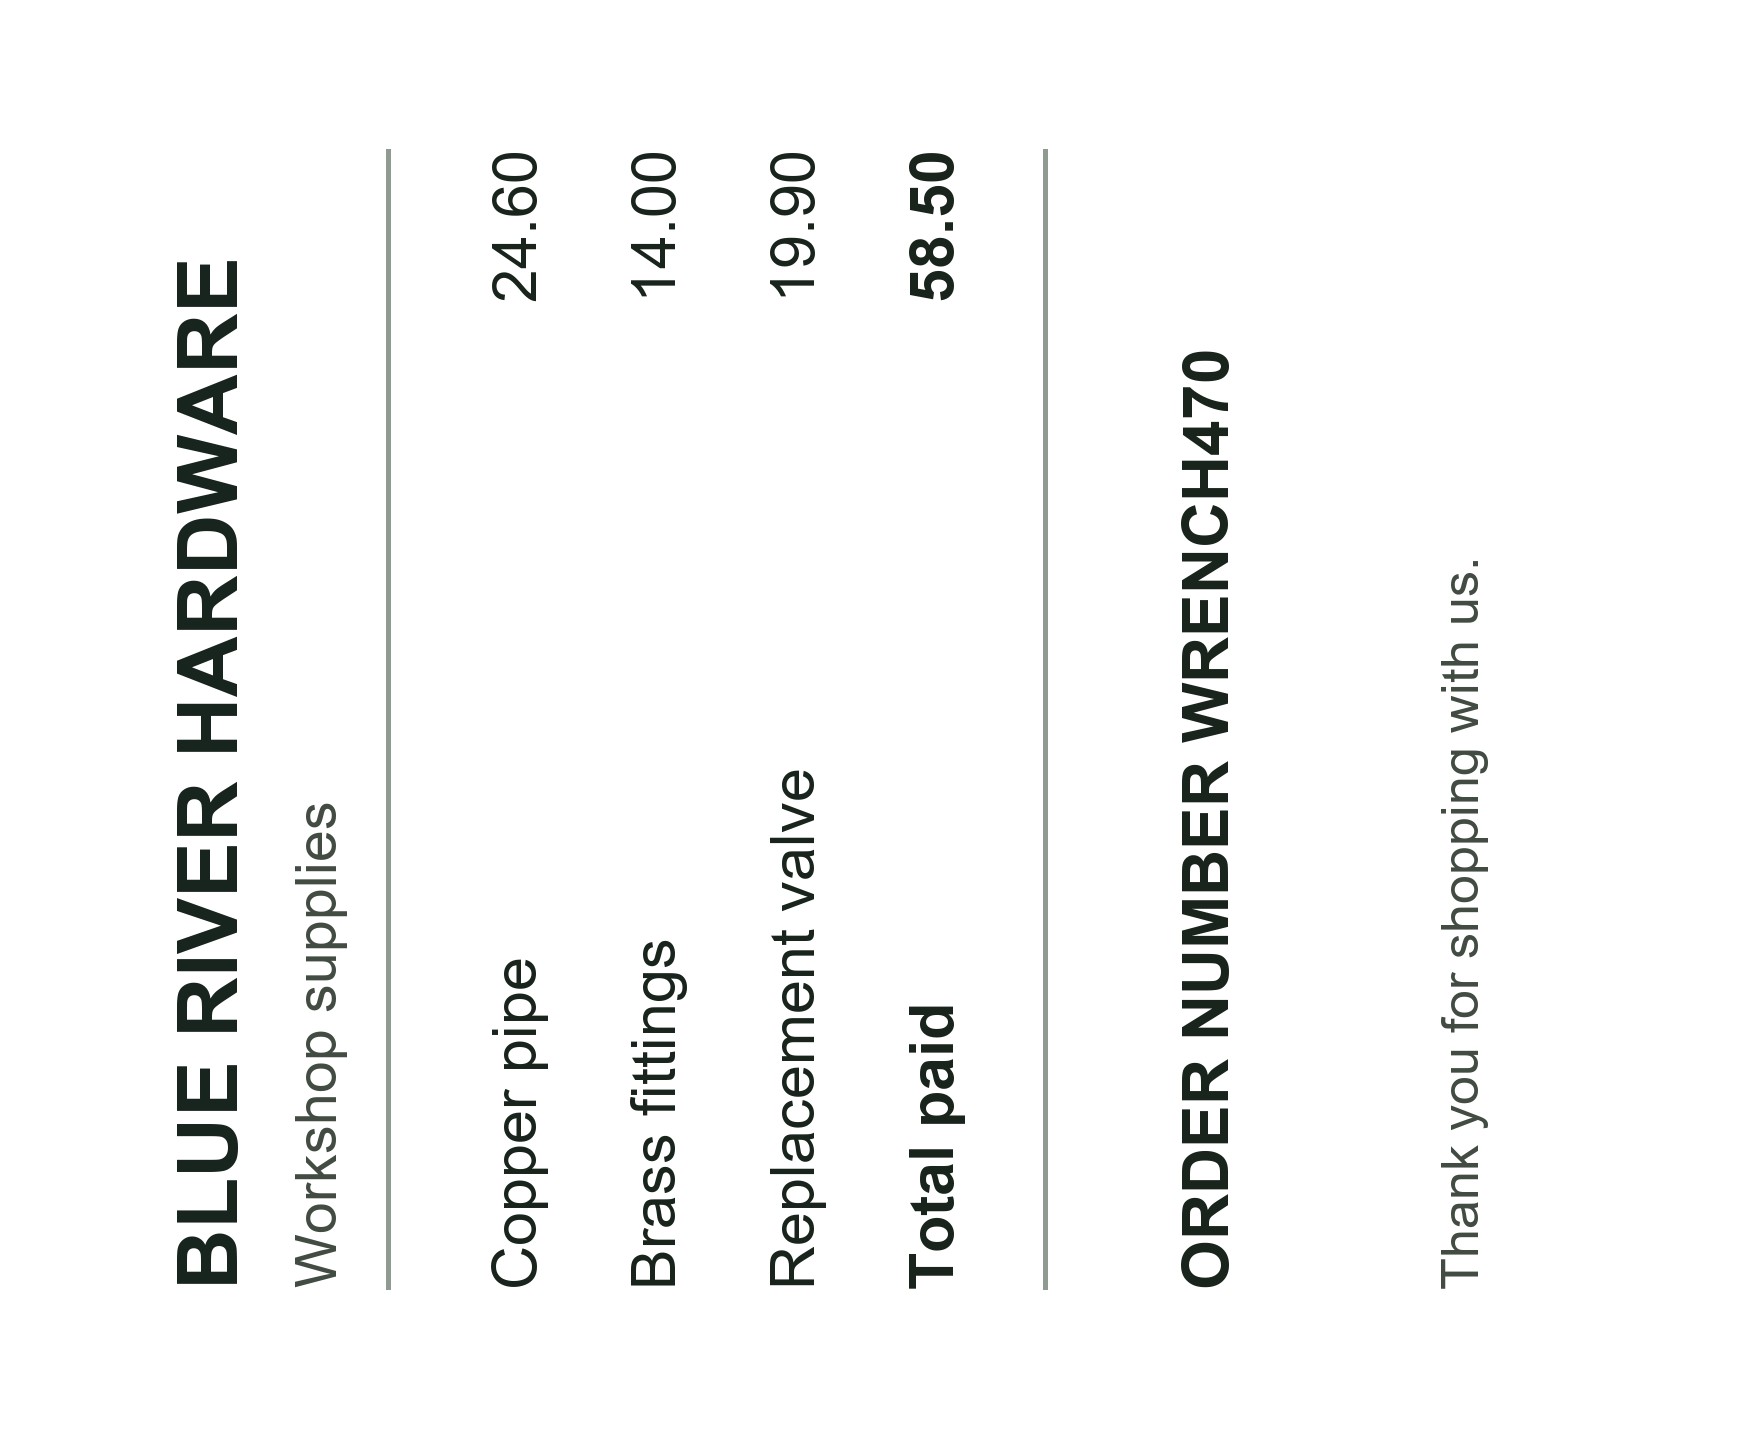 BLUE RIVER HARDWARE
Workshop supplies
Copper pipe 24.60
Brass fittings 14.00
Replacement valve 19.90
Total paid 58.50
ORDER NUMBER WRENCH470
Thank you for shopping with us.